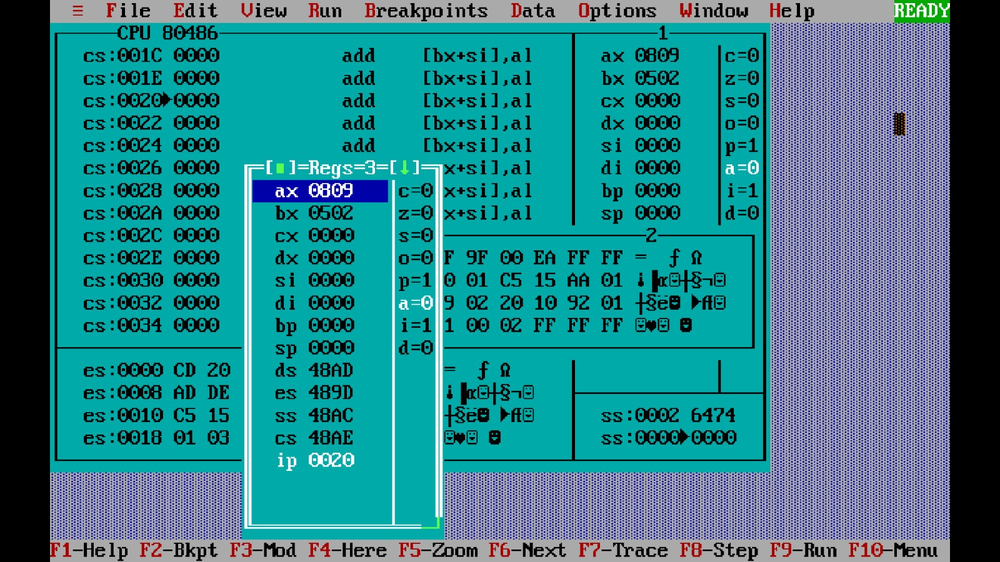 ≡ File Edit View Run Breakpoints Data Options Window Help READY
CPU 80486 1
cs:001C 0000 add [bx+si],al ax 0809 c=0
cs:001E 0000 add [bx+si],al bx 0502 z=0
cs:0020►0000 add [bx+si],al cx 0000 s=0
cs:0022 0000 add [bx+si],al dx 0000 o=0
cs:0024 0000 add [bx+si],al si 0000 p=1
cs:0026 0000 [■]=Regs=3=[↓] x+si],al di 0000 a=0
cs:0028 0000 ax 0809 c=0 x+si],al bp 0000 i=1
cs:002A 0000 bx 0502 z=0 x+si],al sp 0000 d=0
cs:002C 0000 cx 0000 s=0 2
cs:002E 0000 dx 0000 o=0 F 9F 00 EA FF FF = ƒ Ω
cs:0030 0000 si 0000 p=1 0 01 C5 15 AA 01 ¡▐α☺┼§¬☺
cs:0032 0000 di 0000 a=0 9 02 20 10 92 01 ┼§ë☻ ►Æ☺
cs:0034 0000 bp 0000 i=1 1 00 02 FF FF FF ☺♥☺ ☻
sp 0000 d=0
es:0000 CD 20 ds 48AD = ƒ Ω
es:0008 AD DE es 489D ¡▐α☺┼§¬☺
es:0010 C5 15 ss 48AC ┼§ë☻ ►Æ☺ ss:0002 6474
es:0018 01 03 cs 48AE ☺♥☺ ☻ ss:0000►0000
ip 0020
F1-Help F2-Bkpt F3-Mod F4-Here F5-Zoom F6-Next F7-Trace F8-Step F9-Run F10-Menu